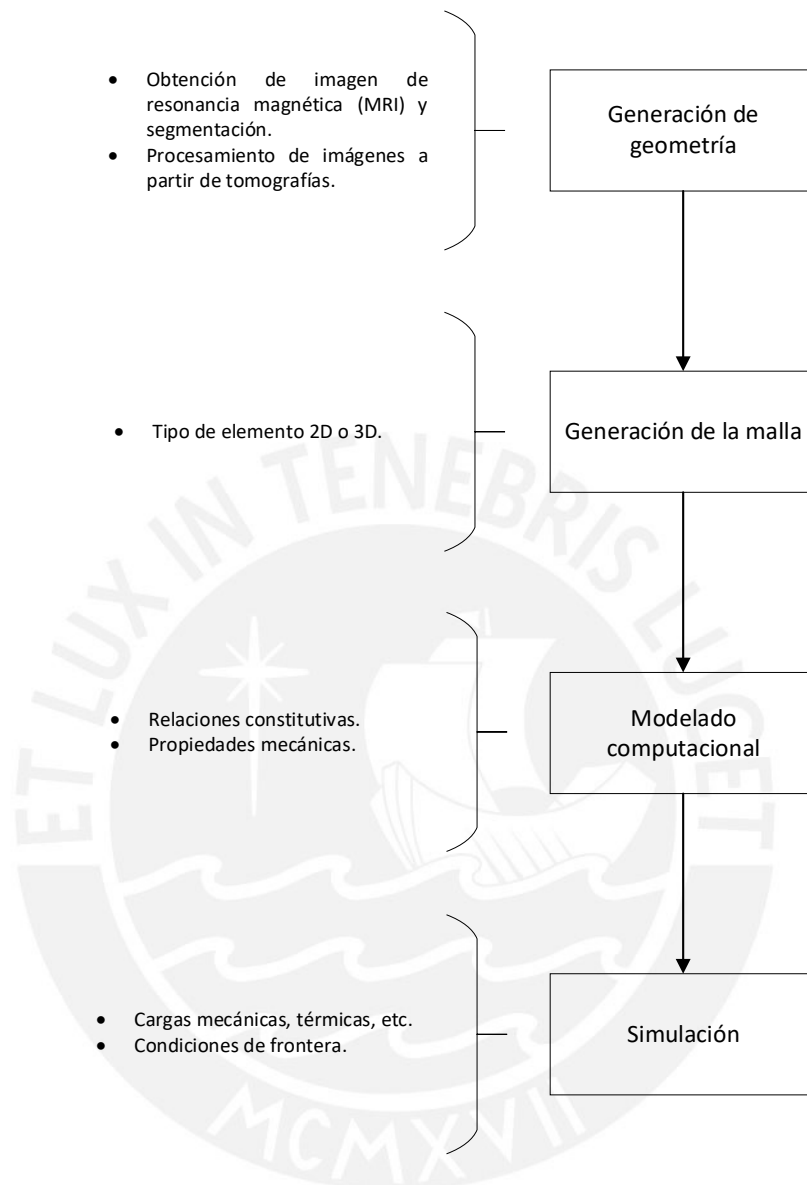 • Obtención de imagen de
resonancia magnética (MRI) y
segmentación.
• Procesamiento de imágenes a
partir de tomografías.
Generación de
geometría
• Tipo de elemento 2D o 3D.
Generación de la malla
• Relaciones constitutivas.
• Propiedades mecánicas.
Modelado
computacional
• Cargas mecánicas, térmicas, etc.
• Condiciones de frontera.
Simulación
ET LUX IN TENEBRIS LUCET
MCMXVII